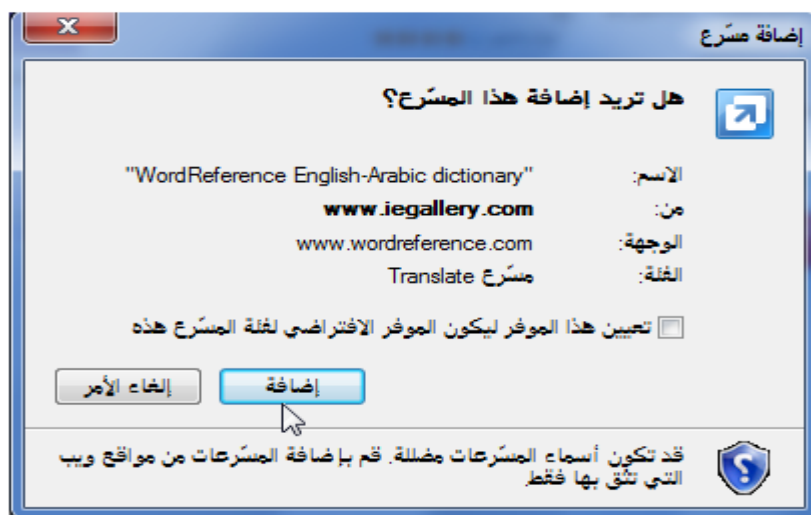 إضافة مسّرع
هل تريد إضافة هذا المسّرع؟
الاسم: "WordReference English-Arabic dictionary"
من: www.iegallery.com
الوجهة: www.wordreference.com
الفئة: مسّرع Translate
تعيين هذا الموفر ليكون الموفر الافتراضي لفئة المسّرع هذه
إضافة إلغاء الأمر
قد تكون أسماء المسّرعات مضللة. قم بإضافة المسّرعات من مواقع ويب
التي تثق بها فقط.